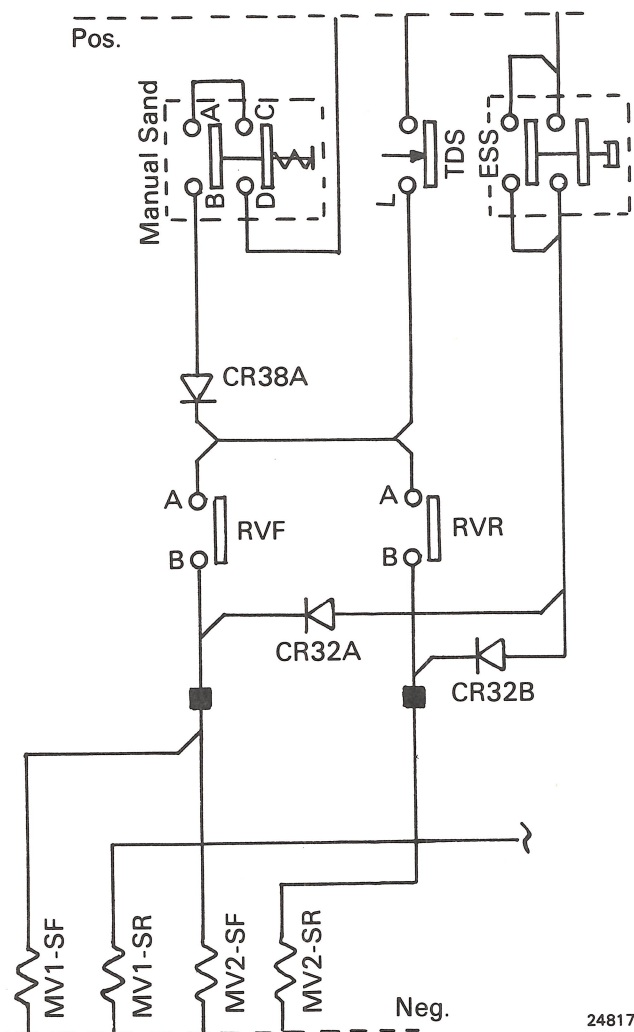 Pos.
Manual Sand
A
C
B
D
L
TDS
ESS
CR38A
A
RVF
B
A
RVR
B
CR32A
CR32B
MV1-SF
MV1-SR
MV2-SF
MV2-SR
Neg.
24817